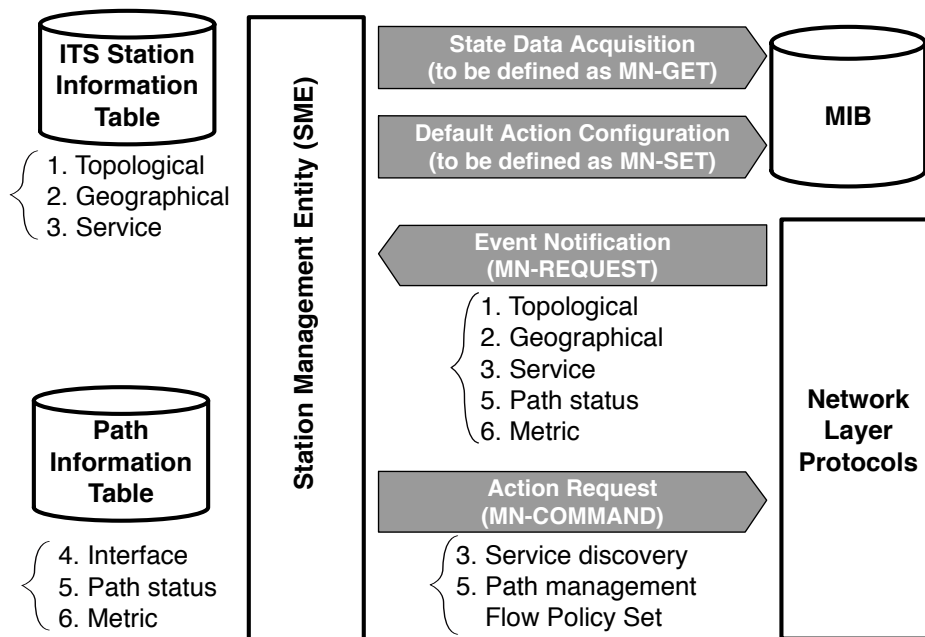 ITS Station
Information
Table
1. Topological
2. Geographical
3. Service
Path
Information
Table
4. Interface
5. Path status
6. Metric
Station Management Entity (SME)
State Data Acquisition
(to be defined as MN-GET)
Default Action Configuration
(to be defined as MN-SET)
MIB
Event Notification
(MN-REQUEST)
1. Topological
2. Geographical
3. Service
5. Path status
6. Metric
Action Request
(MN-COMMAND)
3. Service discovery
5. Path management
Flow Policy Set
Network
Layer
Protocols